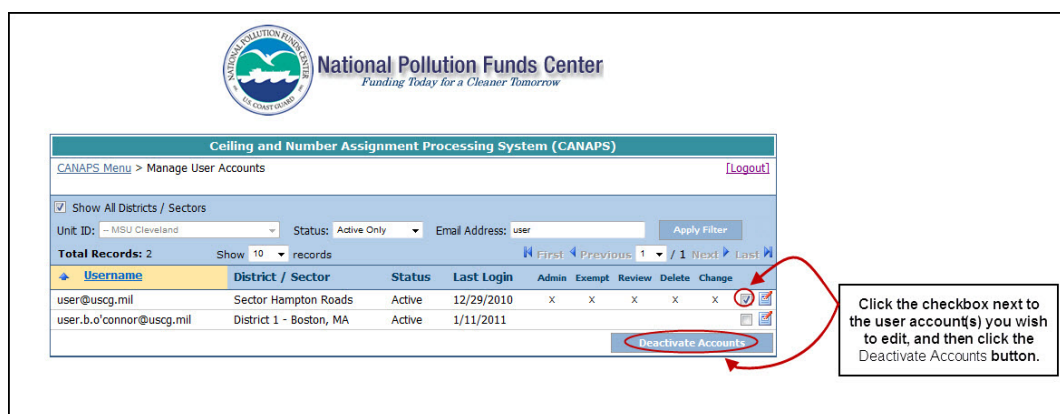 NATIONAL POLLUTION FUNDS CENTER
U.S. COAST GUARD
National Pollution Funds Center
Funding Today for a Cleaner Tomorrow
Ceiling and Number Assignment Processing System (CANAPS)
CANAPS Menu > Manage User Accounts [Logout]
Show All Districts / Sectors
Unit ID: -- MSU Cleveland Status: Active Only Email Address: user Apply Filter
Total Records: 2 Show 10 records First Previous 1 / 1 Next Last
Username District / Sector Status Last Login Admin Exempt Review Delete Change
user@uscg.mil Sector Hampton Roads Active 12/29/2010 X X X X X
user.b.o'connor@uscg.mil District 1 - Boston, MA Active 1/11/2011
Deactivate Accounts
Click the checkbox next to
the user account(s) you wish
to edit, and then click the
Deactivate Accounts button.